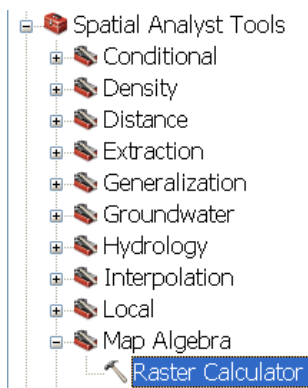 Spatial Analyst Tools
Conditional
Density
Distance
Extraction
Generalization
Groundwater
Hydrology
Interpolation
Local
Map Algebra
Raster Calculator